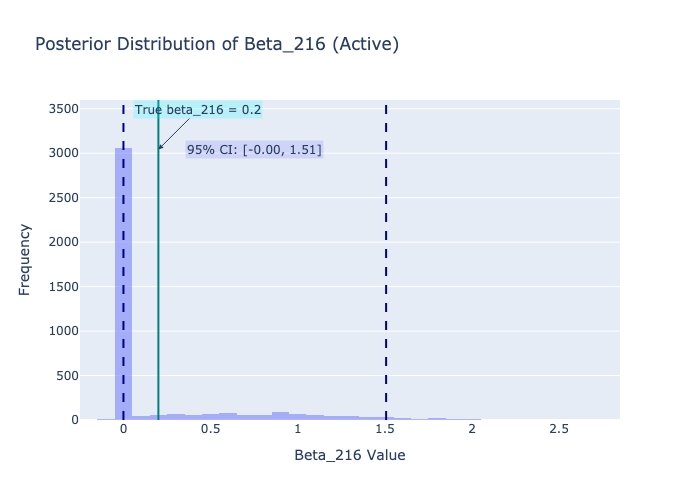 Posterior Distribution of Beta_216 (Active)
True beta_216 = 0.2
95% CI: [-0.00, 1.51]
3500
3000
2500
2000
1500
1000
500
0
Frequency
0
0.5
1
1.5
2
2.5
Beta_216 Value